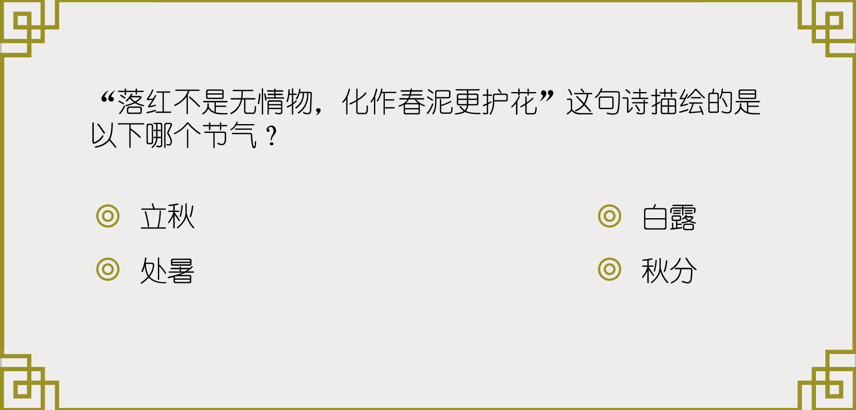 “落红不是无情物，化作春泥更护花”这句诗描绘的是
以下哪个节气？
立秋
白露
处暑
秋分